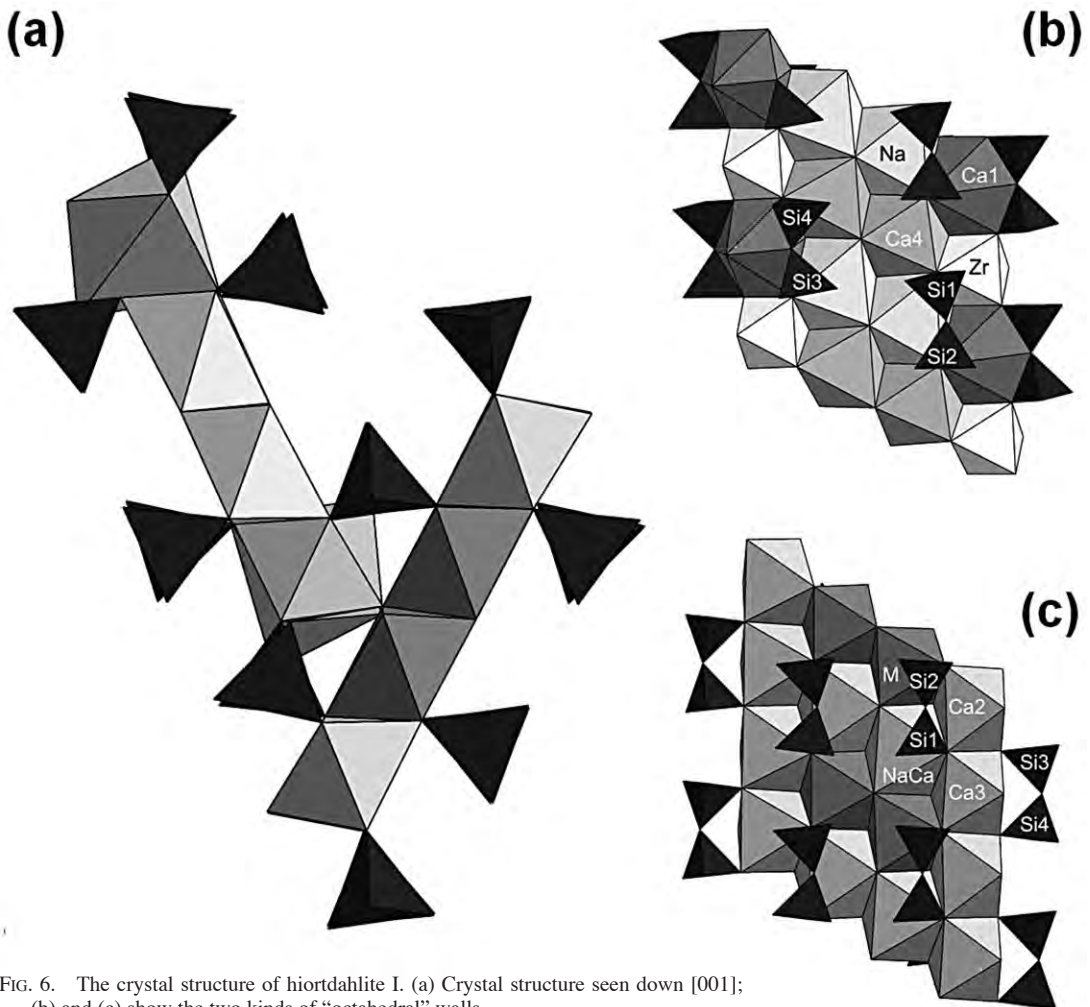 (a)
(b)
Na
Ca1
Si4
Ca4
Zr
Si3
Si1
Si2
(c)
M
Si2
Ca2
Si1
Si3
NaCa
Ca3
Si4
FIG. 6. The crystal structure of hiortdahlite I. (a) Crystal structure seen down [001];
(b) and (c) show the two kinds of “octahedral” walls